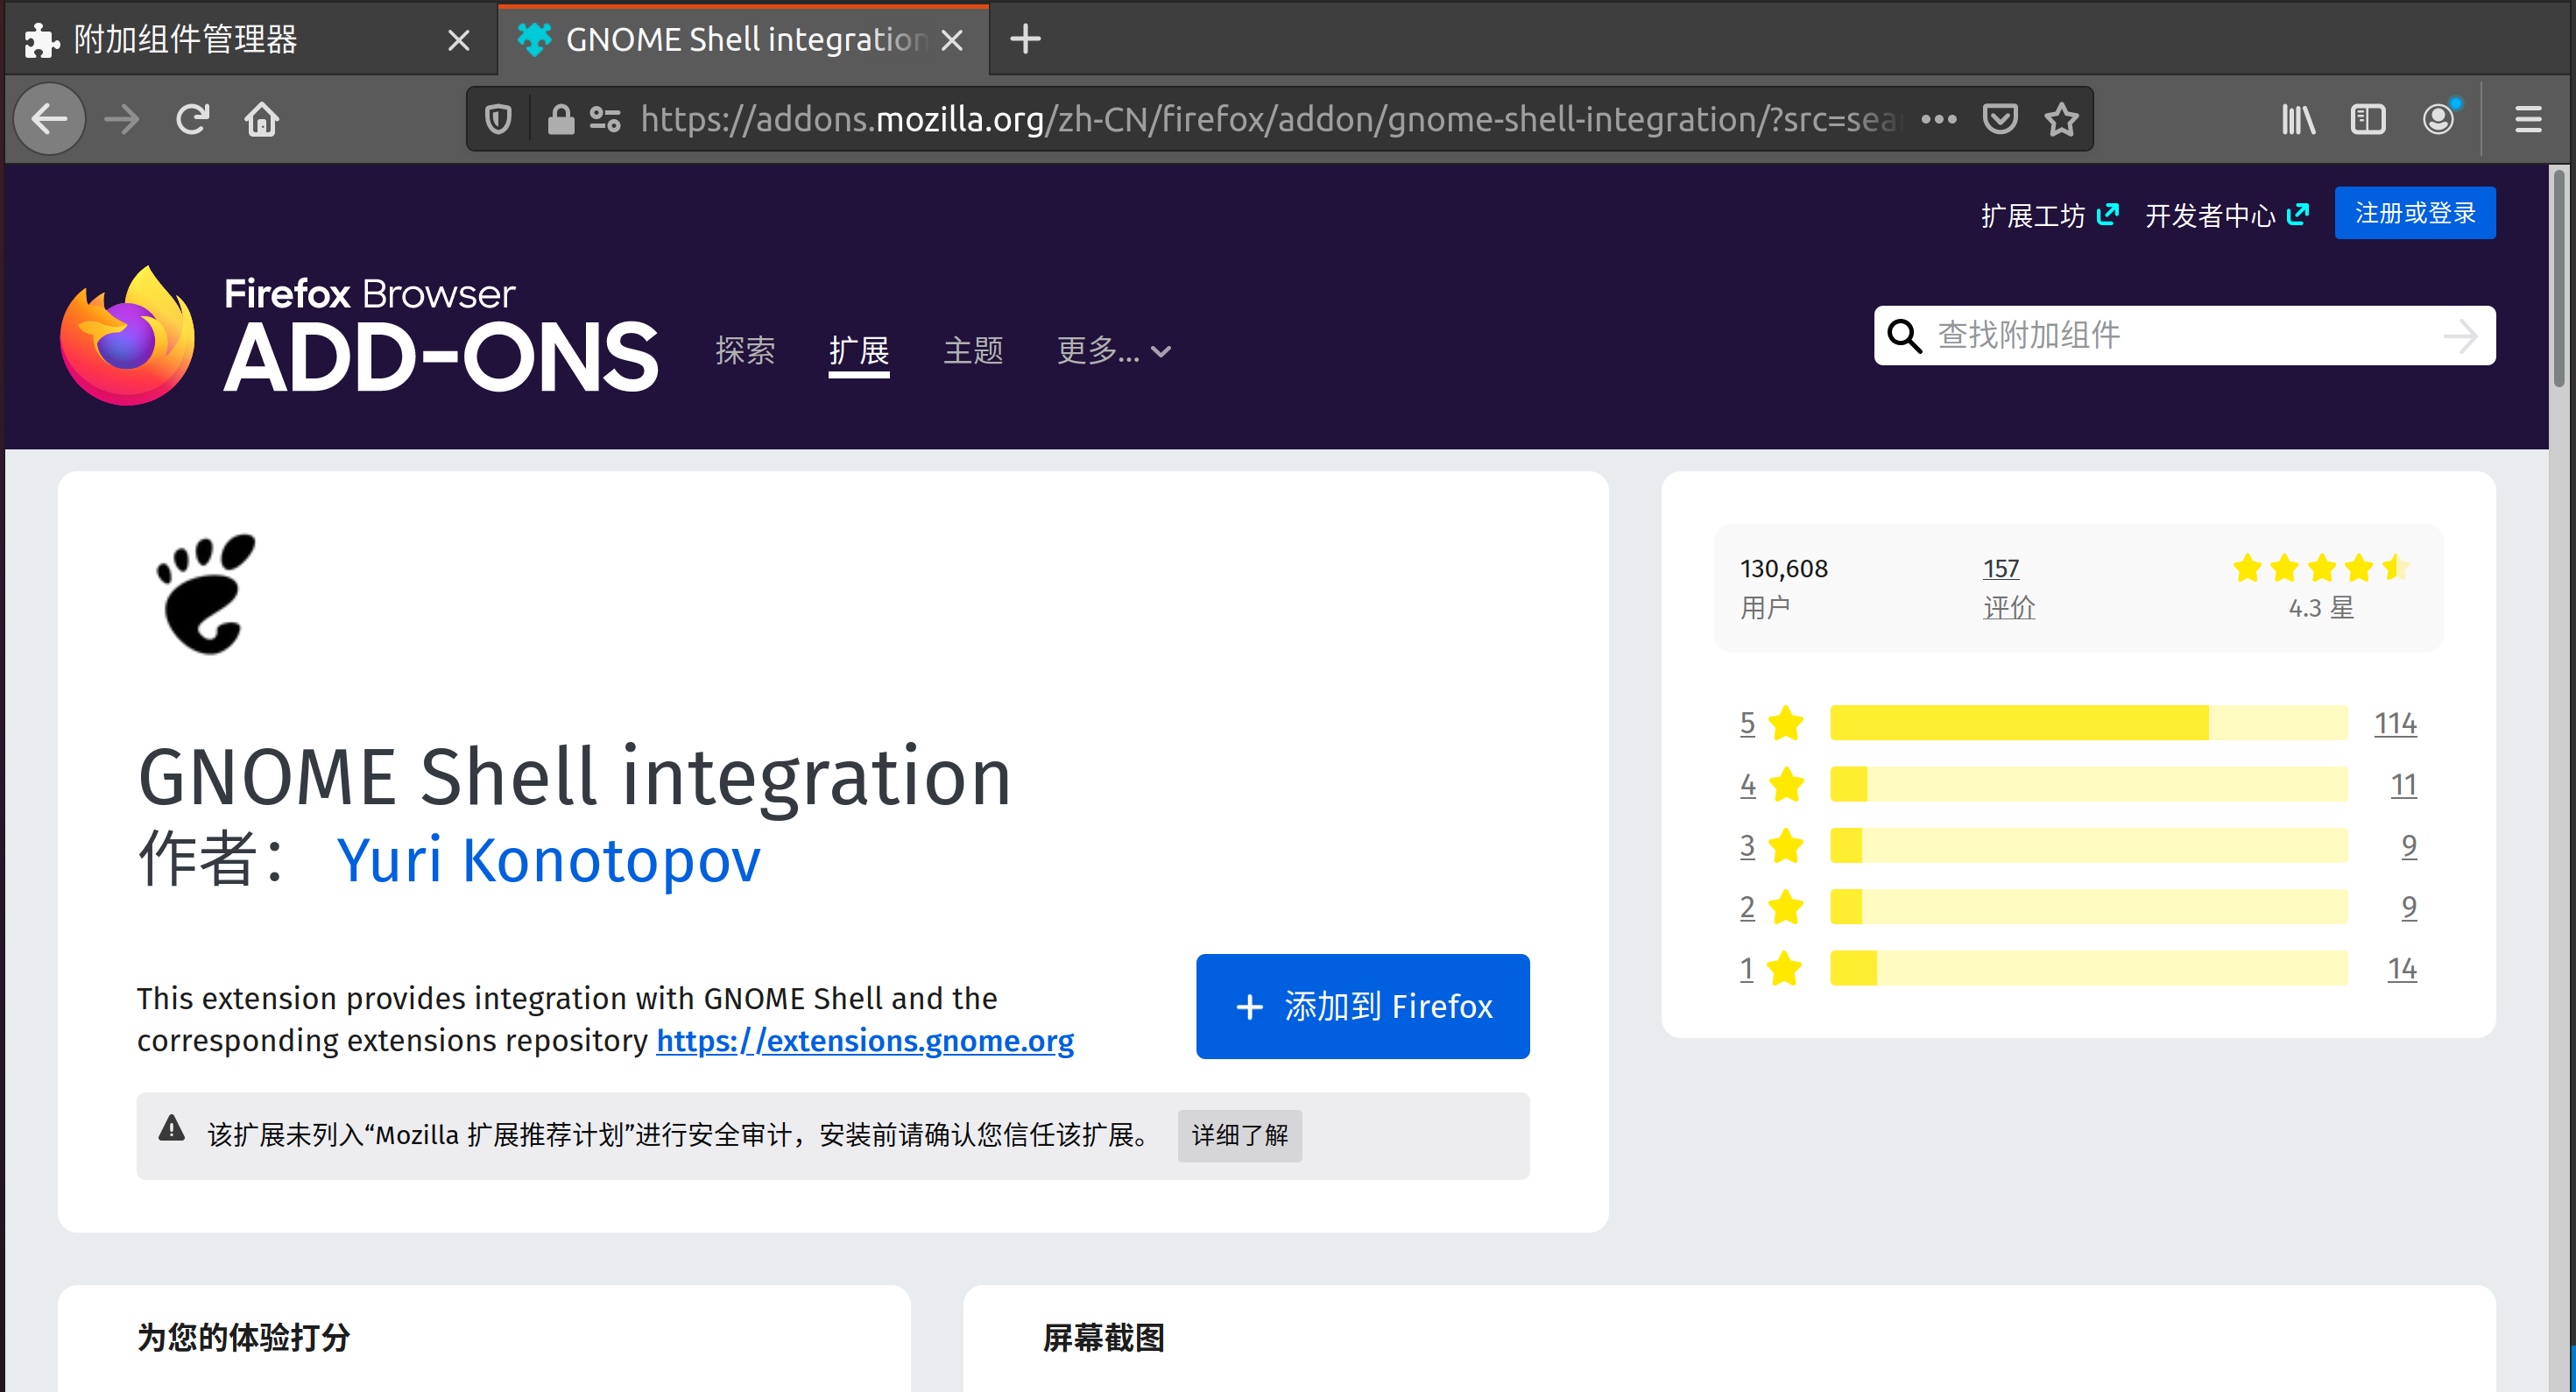 附加组件管理器
GNOME Shell integration
https://addons.mozilla.org/zh-CN/firefox/addon/gnome-shell-integration/?src=sea
扩展工坊 开发者中心 注册或登录
Firefox Browser
ADD-ONS
探索 扩展 主题 更多...
查找附加组件
GNOME Shell integration
作者： Yuri Konotopov
This extension provides integration with GNOME Shell and the
corresponding extensions repository https://extensions.gnome.org
添加到 Firefox
该扩展未列入“Mozilla 扩展推荐计划”进行安全审计，安装前请确认您信任该扩展。 详细了解
130,608 157
用户 评价 4.3 星
5 114
4 11
3 9
2 9
1 14
为您的体验打分
屏幕截图